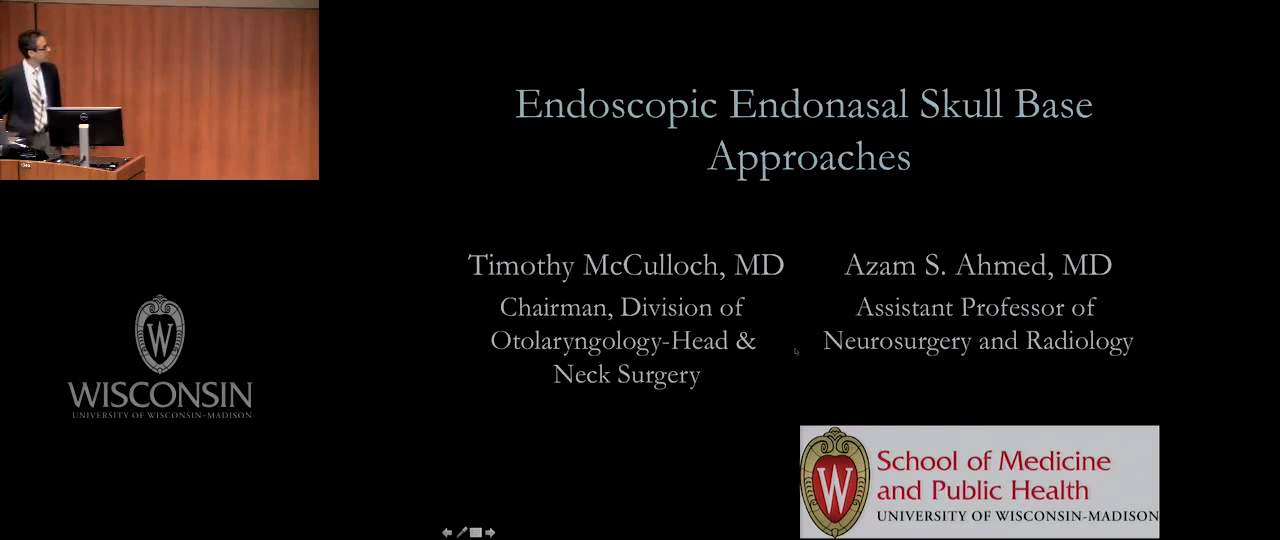 Endoscopic Endonasal Skull Base
Approaches
Timothy McCulloch, MD
Chairman, Division of
Otolaryngology-Head &
Neck Surgery
Azam S. Ahmed, MD
Assistant Professor of
Neurosurgery and Radiology
W
WISCONSIN
UNIVERSITY OF WISCONSIN-MADISON
W
School of Medicine
and Public Health
UNIVERSITY OF WISCONSIN-MADISON